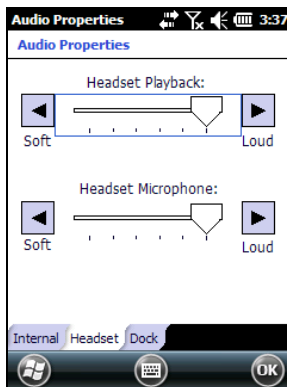 Audio Properties 3:37
Audio Properties
Headset Playback:
Soft Loud
Headset Microphone:
Soft Loud
Internal Headset Dock
OK